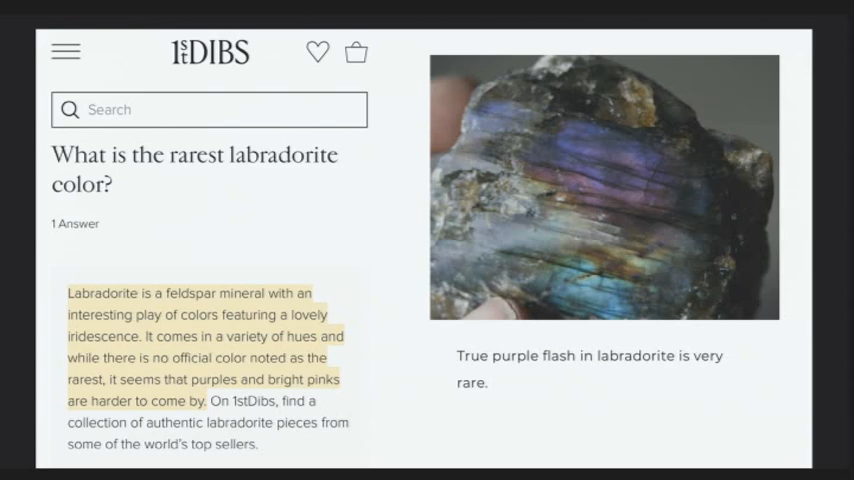 1stDIBS
Search
What is the rarest labradorite
color?
1 Answer
Labradorite is a feldspar mineral with an
interesting play of colors featuring a lovely
iridescence. It comes in a variety of hues and
while there is no official color noted as the
rarest, it seems that purples and bright pinks
are harder to come by. On 1stDibs, find a
collection of authentic labradorite pieces from
some of the world's top sellers.
True purple flash in labradorite is very
rare.